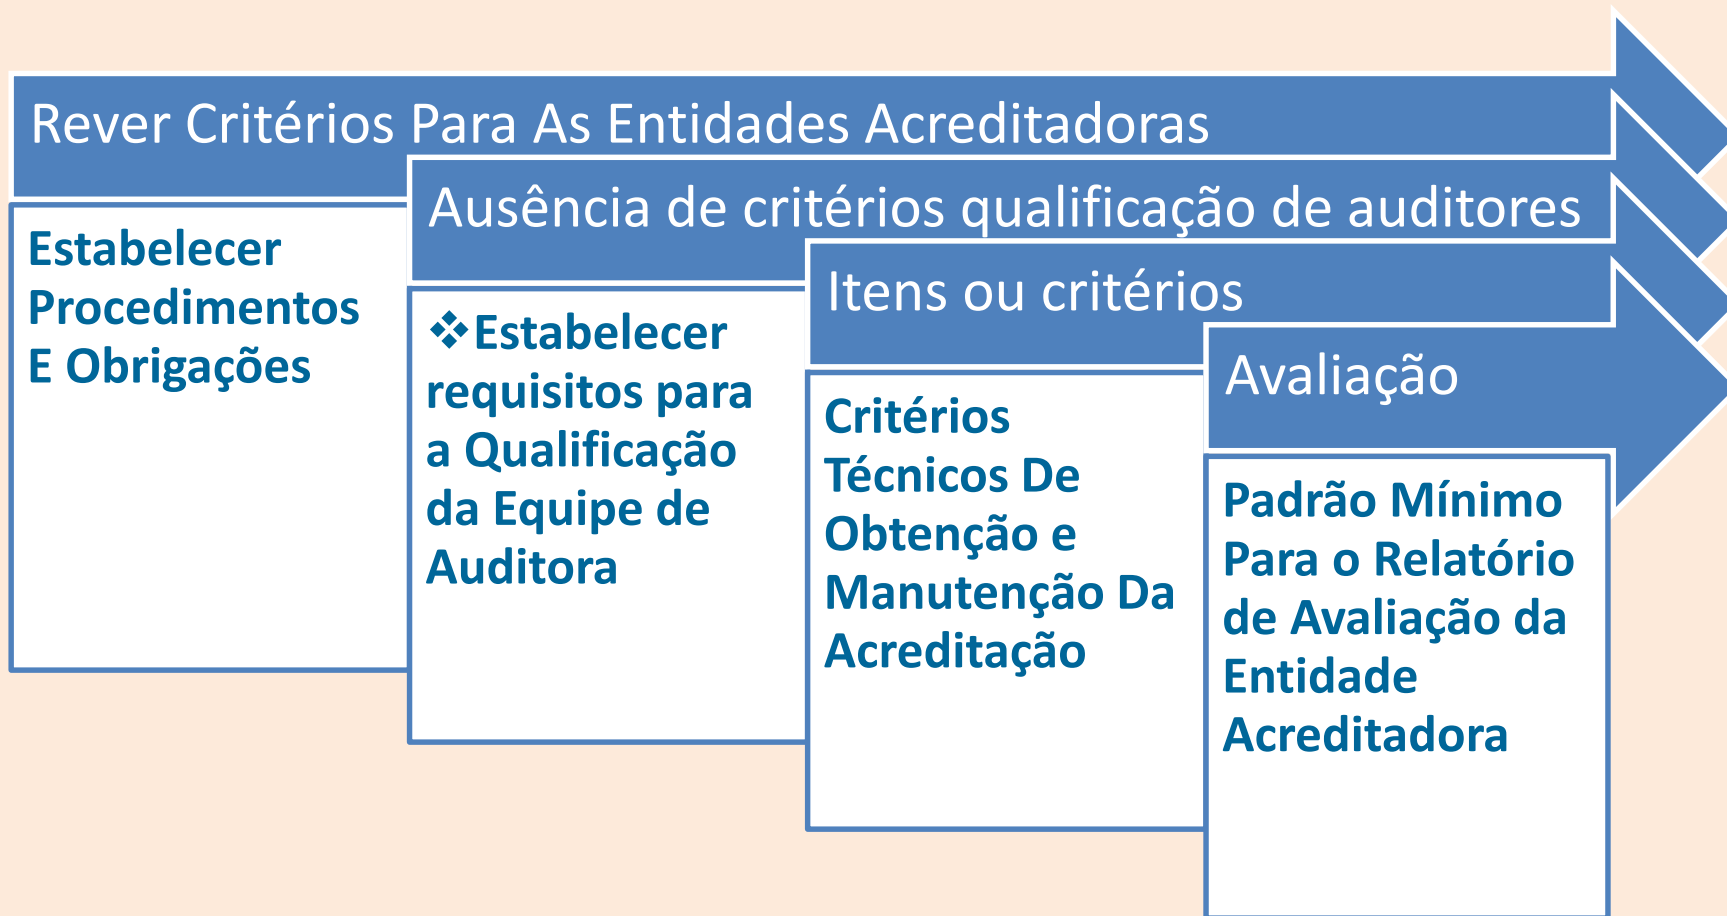 Rever Critérios Para As Entidades Acreditadoras
Estabelecer
Procedimentos
E Obrigações
Ausência de critérios qualificação de auditores
❖Estabelecer
requisitos para
a Qualificação
da Equipe de
Auditora
Itens ou critérios
Critérios
Técnicos De
Obtenção e
Manutenção Da
Acreditação
Avaliação
Padrão Mínimo
Para o Relatório
de Avaliação da
Entidade
Acreditadora